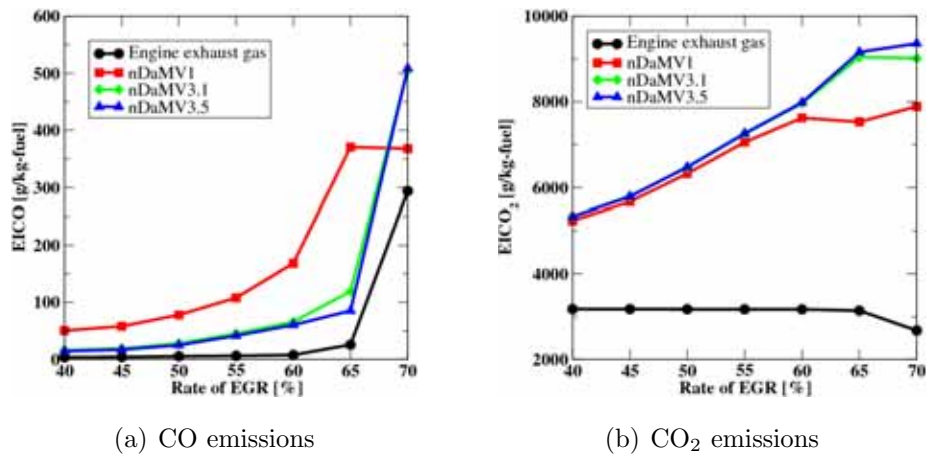 600
500
400
300
200
100
0
EICO [g/kg-fuel]
Engine exhaust gas
nDaMV1
nDaMV3.1
nDaMV3.5
40 45 50 55 60 65 70
Rate of EGR [%]
(a) CO emissions
10000
8000
6000
4000
2000
EICO₂ [g/kg-fuel]
Engine exhaust gas
nDaMV1
nDaMV3.1
nDaMV3.5
40 45 50 55 60 65 70
Rate of EGR [%]
(b) CO₂ emissions